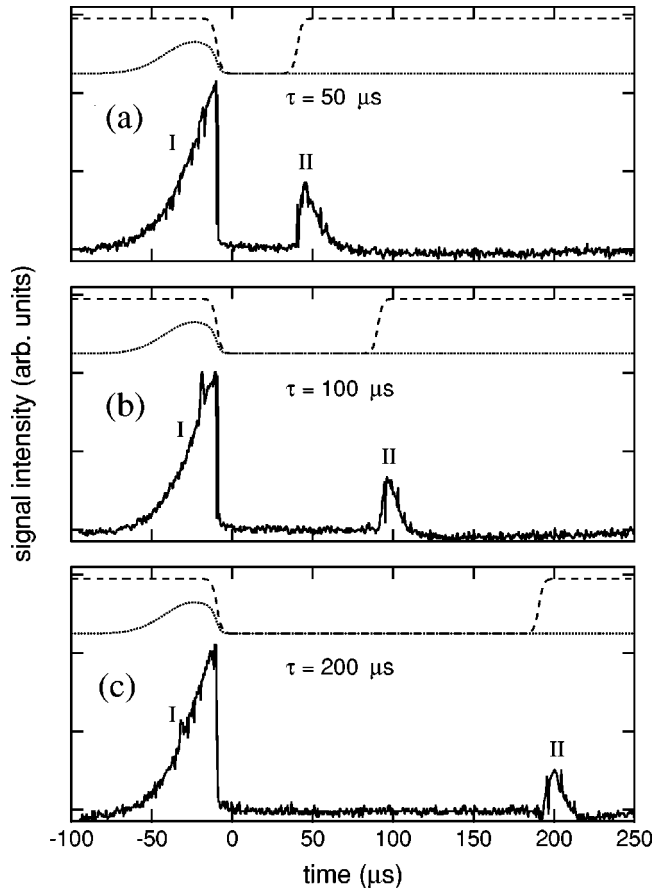 τ = 50 μs
(a)
I
II
τ = 100 μs
(b)
I
II
τ = 200 μs
(c)
I
II
signal intensity (arb. units)
-100 -50 0 50 100 150 200 250
time (μs)